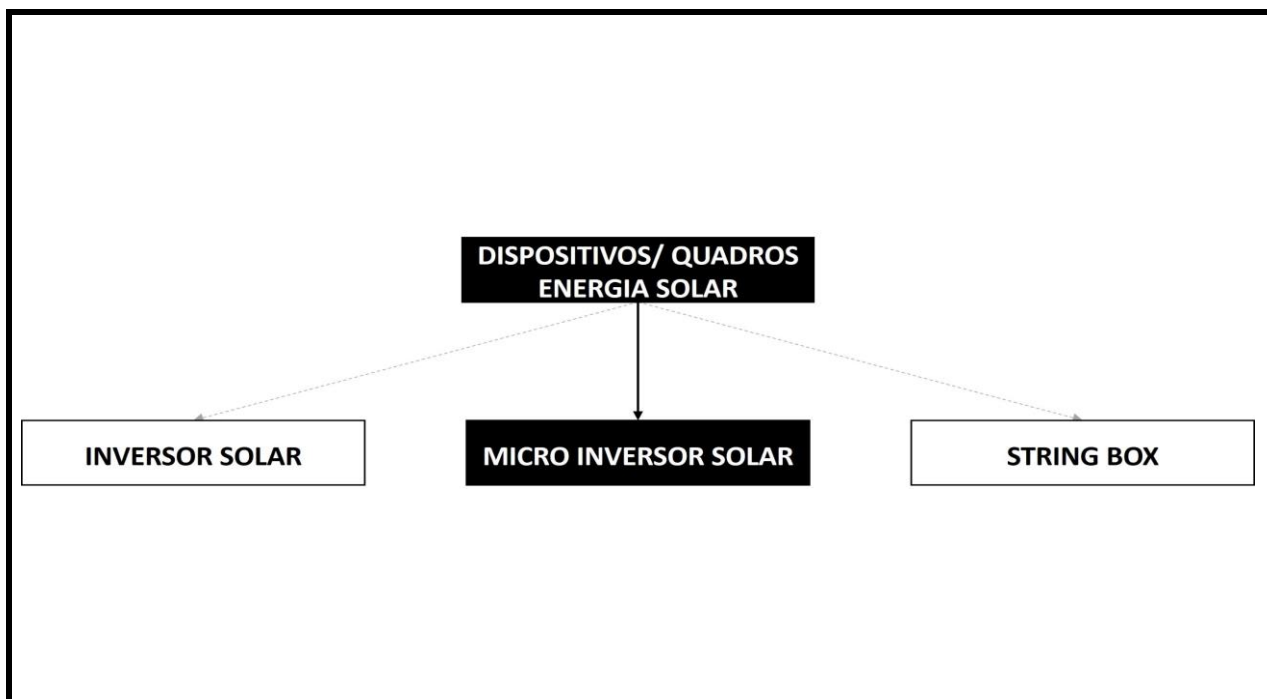 DISPOSITIVOS/ QUADROS
ENERGIA SOLAR
INVERSOR SOLAR
MICRO INVERSOR SOLAR
STRING BOX